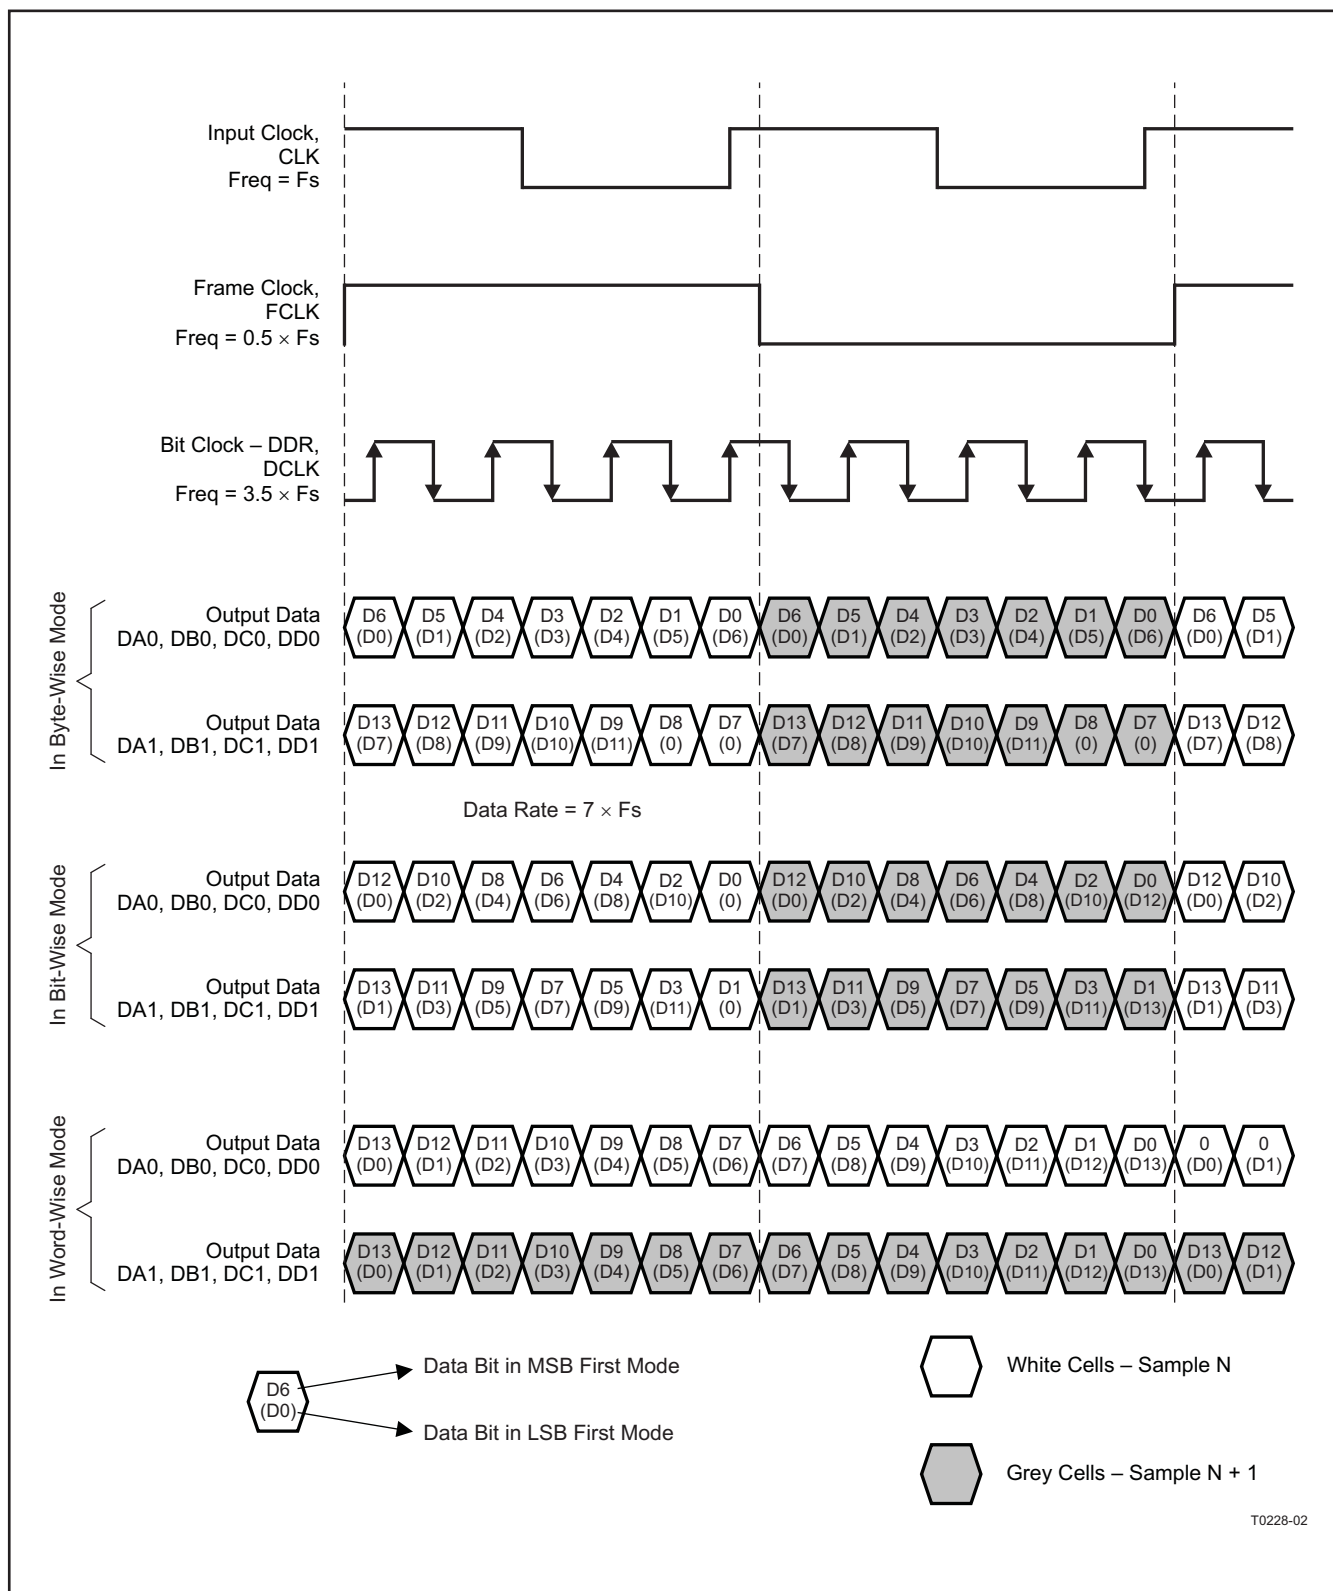 Input Clock,
CLK
Freq = Fs
Frame Clock,
FCLK
Freq = 0.5 × Fs
Bit Clock – DDR,
DCLK
Freq = 3.5 × Fs
In Byte-Wise Mode
Output Data
DA0, DB0, DC0, DD0
D6 D5 D4 D3 D2 D1 D0 D6 D5 D4 D3 D2 D1 D0 D6 D5
(D0) (D1) (D2) (D3) (D4) (D5) (D6) (D0) (D1) (D2) (D3) (D4) (D5) (D6) (D0) (D1)
Output Data
DA1, DB1, DC1, DD1
D13 D12 D11 D10 D9 D8 D7 D13 D12 D11 D10 D9 D8 D7 D13 D12
(D7) (D8) (D9) (D10) (D11) (0) (0) (D7) (D8) (D9) (D10) (D11) (0) (0) (D7) (D8)
Data Rate = 7 × Fs
In Bit-Wise Mode
Output Data
DA0, DB0, DC0, DD0
D12 D10 D8 D6 D4 D2 D0 D12 D10 D8 D6 D4 D2 D0 D12 D10
(D0) (D2) (D4) (D6) (D8) (D10) (0) (D0) (D2) (D4) (D6) (D8) (D10) (D12) (D0) (D2)
Output Data
DA1, DB1, DC1, DD1
D13 D11 D9 D7 D5 D3 D1 D13 D11 D9 D7 D5 D3 D1 D13 D11
(D1) (D3) (D5) (D7) (D9) (D11) (0) (D1) (D3) (D5) (D7) (D9) (D11) (D13) (D1) (D3)
In Word-Wise Mode
Output Data
DA0, DB0, DC0, DD0
D13 D12 D11 D10 D9 D8 D7 D6 D5 D4 D3 D2 D1 D0 0 0
(D0) (D1) (D2) (D3) (D4) (D5) (D6) (D7) (D8) (D9) (D10) (D11) (D12) (D13) (D0) (D1)
Output Data
DA1, DB1, DC1, DD1
D13 D12 D11 D10 D9 D8 D7 D6 D5 D4 D3 D2 D1 D0 D13 D12
(D0) (D1) (D2) (D3) (D4) (D5) (D6) (D7) (D8) (D9) (D10) (D11) (D12) (D13) (D0) (D1)
D6
(D0)
Data Bit in MSB First Mode
Data Bit in LSB First Mode
White Cells – Sample N
Grey Cells – Sample N + 1
T0228-02